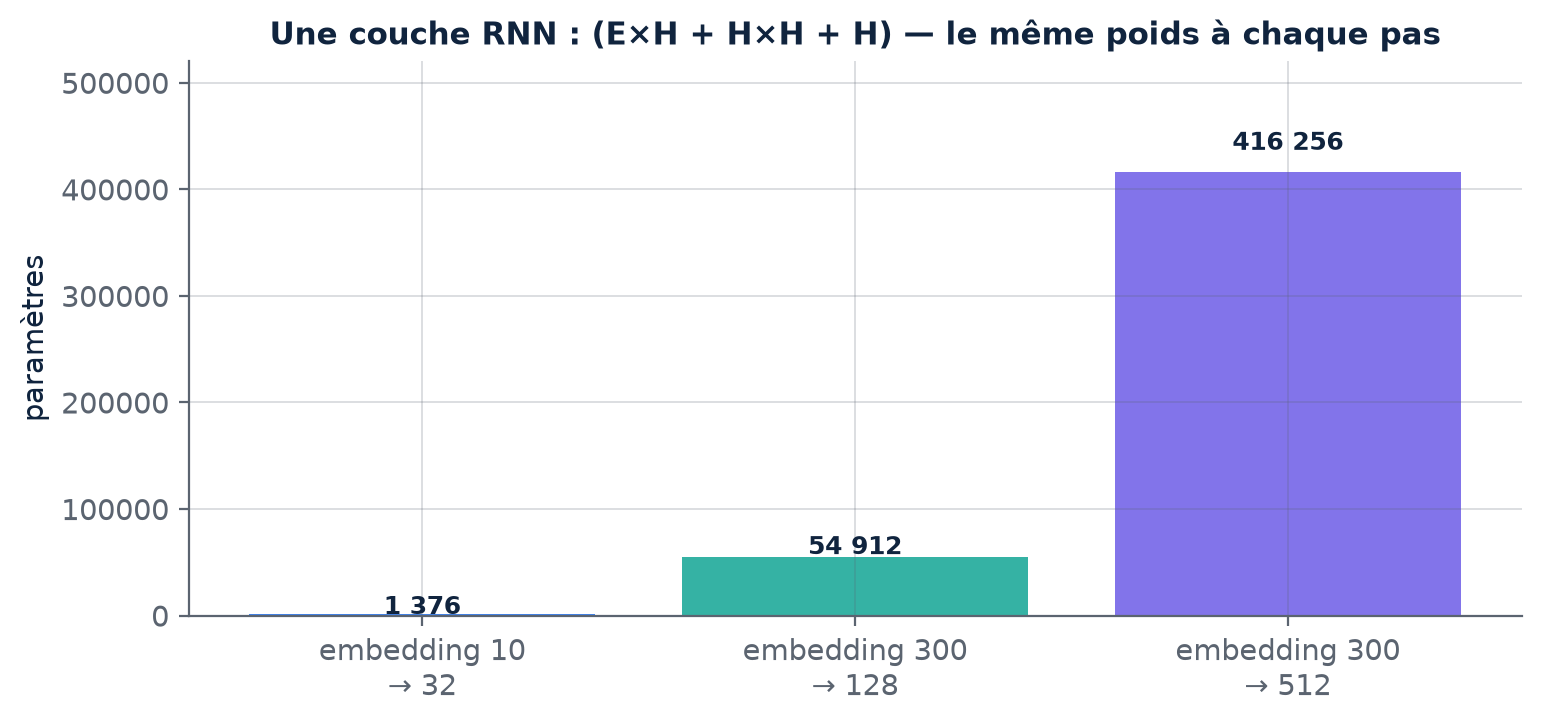 Une couche RNN : (E×H + H×H + H) — le même poids à chaque pas
paramètres
500000
400000
300000
200000
100000
0
416 256
54 912
1 376
embedding 10
→ 32
embedding 300
→ 128
embedding 300
→ 512